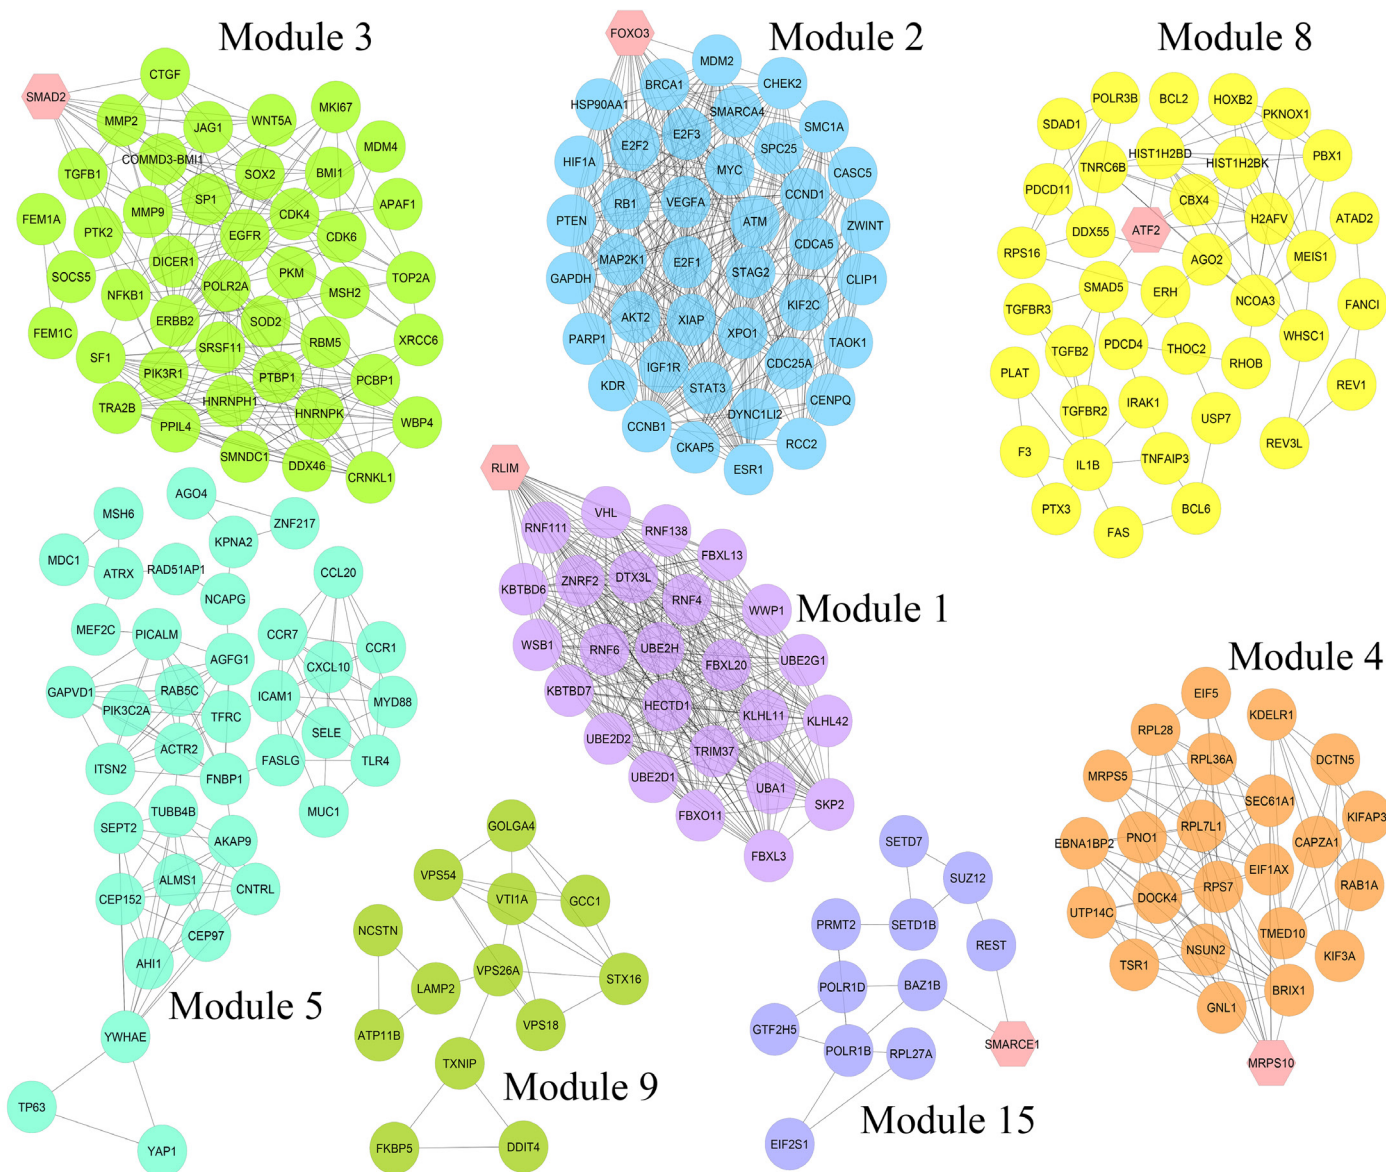 Module 3
SMAD2
CTGF
MMP2
JAG1
WNT5A
MKI67
MDM4
COMMD3-BMI1
TGFB1
SOX2
BMI1
APAF1
FEM1A
PTK2
MMP9
SP1
CDK4
EGFR
CDK6
SOCS5
DICER1
NFKB1
POLR2A
PKM
MSH2
TOP2A
FEM1C
ERBB2
SOD2
SF1
SRSF11
RBM5
XRCC6
PIK3R1
PTBP1
PCBP1
TRA2B
HNRNPH1
HNRNPK
WBP4
PPIL4
SMNDC1
DDX46
CRNKL1
Module 2
FOXO3
MDM2
BRCA1
CHEK2
HSP90AA1
SMARCA4
SMC1A
E2F2
E2F3
SPC25
HIF1A
MYC
CASC5
CCND1
PTEN
RB1
VEGFA
ATM
ZWINT
CDCA5
MAP2K1
E2F1
STAG2
GAPDH
CLIP1
KIF2C
AKT2
XIAP
XPO1
PARP1
TAOK1
IGF1R
CDC25A
KDR
STAT3
CENPQ
DYNC1LI2
CCNB1
CKAP5
RCC2
ESR1
Module 8
POLR3B
BCL2
HOXB2
SDAD1
PKNOX1
HIST1H2BD
TNRC6B
HIST1H2BK
PBX1
PDCD11
CBX4
ATF2
H2AFV
ATAD2
DDX55
RPS16
AGO2
MEIS1
SMAD5
ERH
NCOA3
TGFBR3
FANCI
TGFB2
PDCD4
THOC2
WHSC1
PLAT
RHOB
REV1
TGFBR2
IRAK1
USP7
F3
IL1B
TNFAIP3
REV3L
PTX3
FAS
BCL6
AGO4
MSH6
ZNF217
KPNA2
MDC1
ATRX
RAD51AP1
CCL20
NCAPG
MEF2C
PICALM
CCR7
CCR1
AGFG1
CXCL10
GAPVD1
RAB5C
ICAM1
MYD88
PIK3C2A
TFRC
SELE
ACTR2
ITSN2
FNBP1
FASLG
TLR4
TUBB4B
MUC1
SEPT2
AKAP9
ALMS1
CNTRL
CEP152
CEP97
AHI1
Module 5
YWHAE
TP63
YAP1
RLIM
RNF111
VHL
RNF138
FBXL13
KBTBD6
ZNRF2
DTX3L
RNF4
WWP1
Module 1
WSB1
RNF6
UBE2H
FBXL20
UBE2G1
KBTBD7
HECTD1
KLHL11
KLHL42
UBE2D2
TRIM37
UBE2D1
UBA1
FBXO11
SKP2
FBXL3
GOLGA4
VPS54
VTI1A
GCC1
NCSTN
VPS26A
STX16
LAMP2
ATP11B
VPS18
TXNIP
Module 9
FKBP5
DDIT4
SETD7
SUZ12
PRMT2
SETD1B
REST
POLR1D
BAZ1B
GTF2H5
POLR1B
RPL27A
SMARCE1
Module 15
EIF2S1
Module 4
EIF5
KDELR1
RPL28
RPL36A
DCTN5
MRPS5
SEC61A1
KIFAP3
EBNA1BP2
PNO1
RPL7L1
CAPZA1
EIF1AX
RAB1A
UTP14C
DOCK4
RPS7
TMED10
NSUN2
KIF3A
TSR1
GNL1
BRIX1
MRPS10